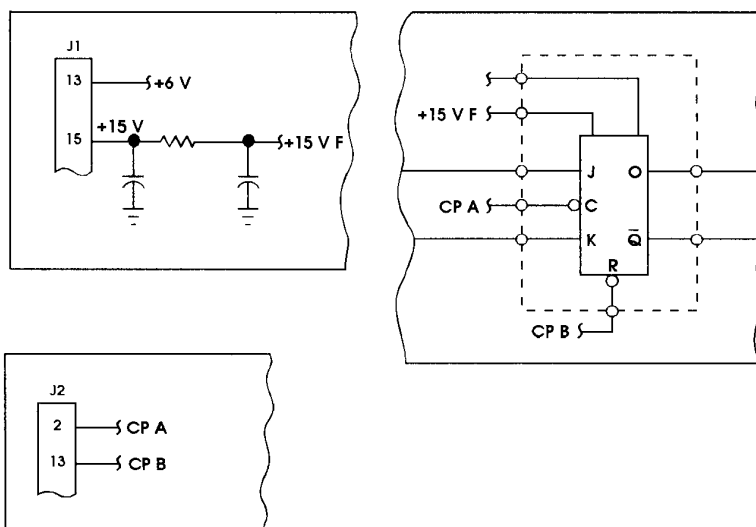 J1
13
+6 V
+15 V
15
+15 V F
+15 V F
J
O
CP A
C
K
Q̅
R
CP B
J2
2
CP A
13
CP B